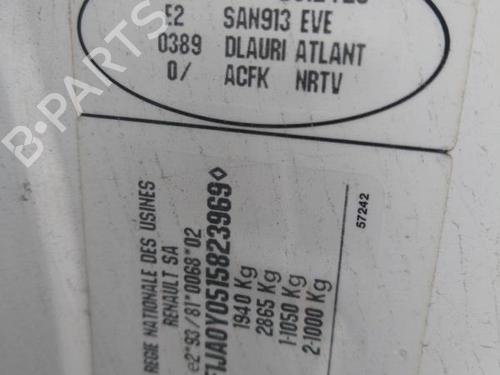 E2 SAN913 EVE
0389 DLAURI ATLANT
0/ ACFK NRTV
B-PARTS
REGIE NATIONALE DES USINES
RENAULT SA
e2*93/81*0068*02
1JA0Y0515823969◊
1940 Kg
2865 Kg
1-1050 Kg
2-1000 Kg
57242